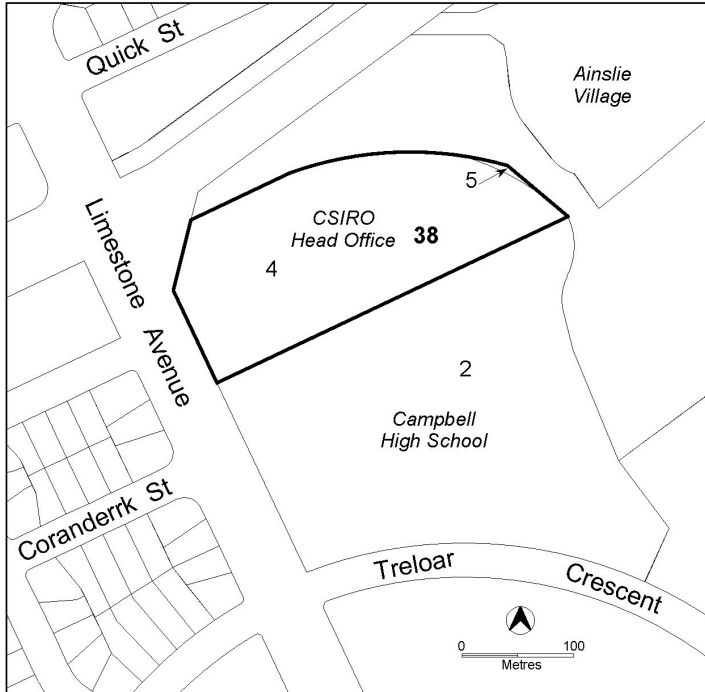 Quick St
Ainslie
Village
5
CSIRO
Head Office
38
4
Limestone Avenue
2
Campbell
High School
Coranderrk St
Treloar Crescent
0 100
Metres